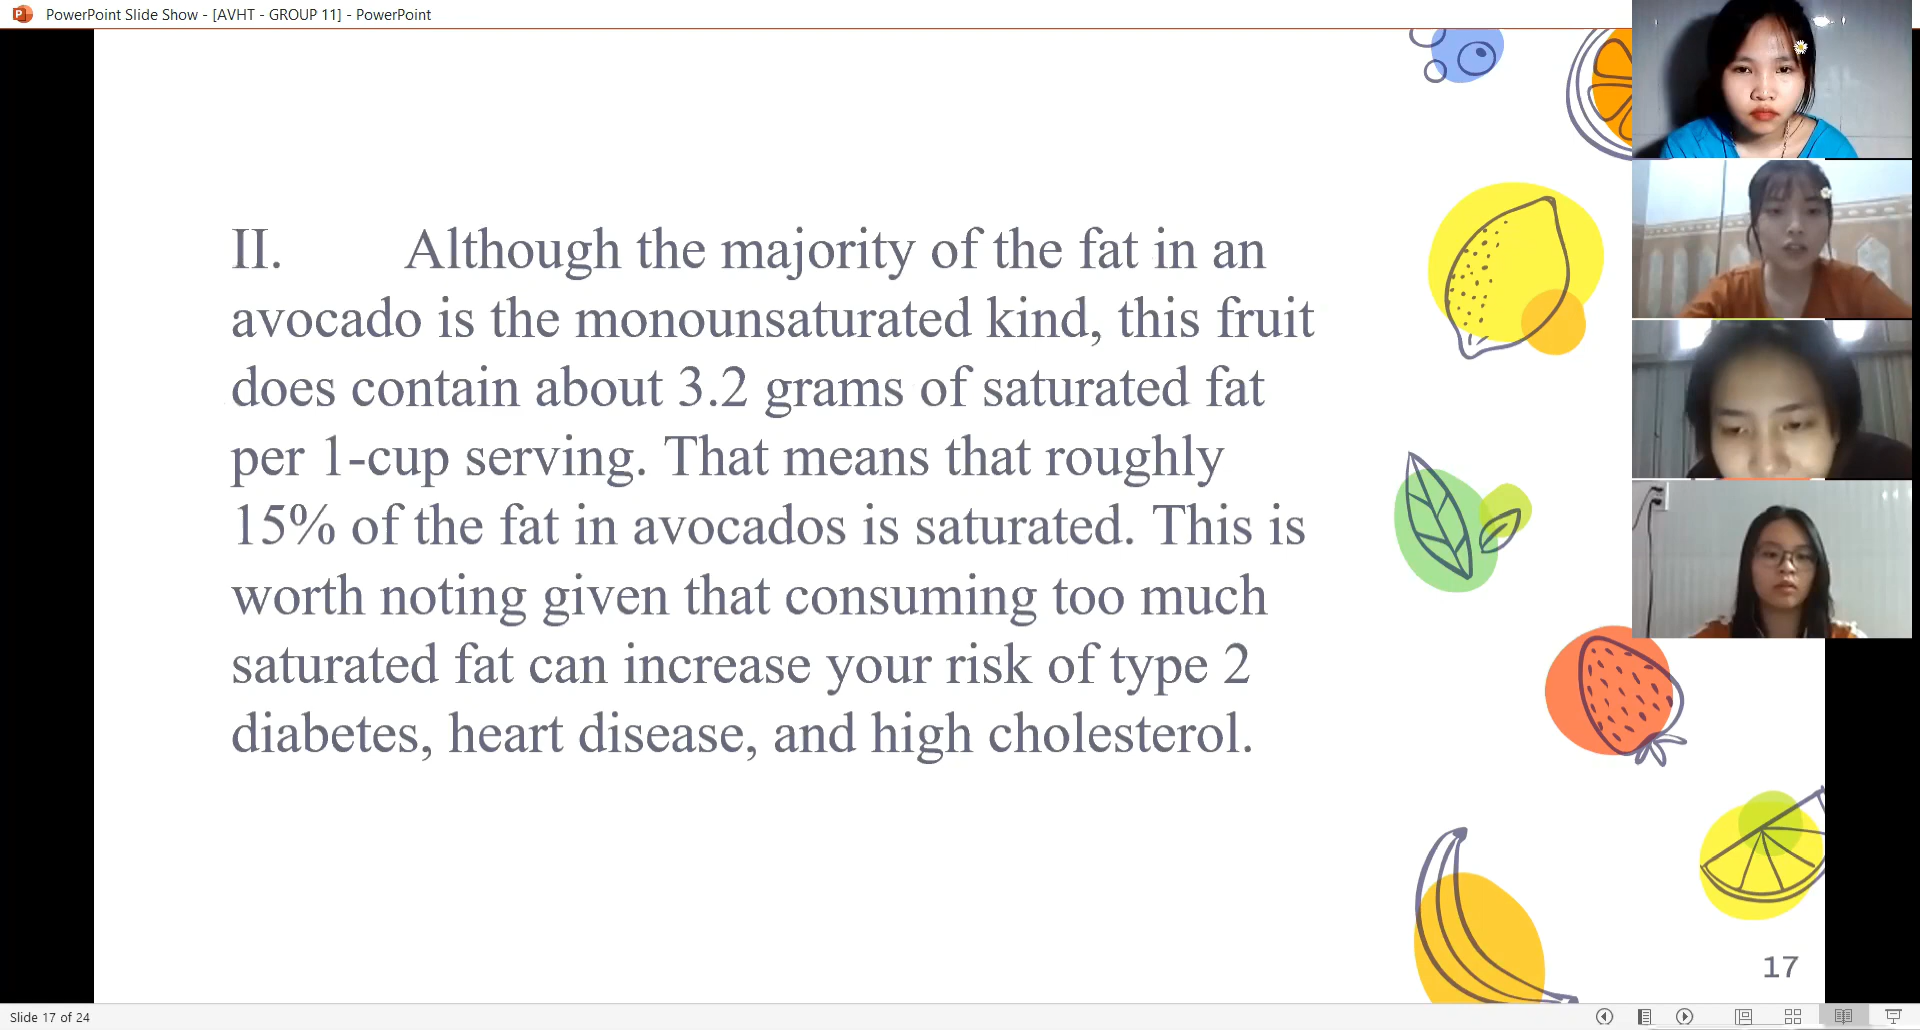 PowerPoint Slide Show - [AVHT - GROUP 11] - PowerPoint
II. Although the majority of the fat in an
avocado is the monounsaturated kind, this fruit
does contain about 3.2 grams of saturated fat
per 1-cup serving. That means that roughly
15% of the fat in avocados is saturated. This is
worth noting given that consuming too much
saturated fat can increase your risk of type 2
diabetes, heart disease, and high cholesterol.
17
Slide 17 of 24